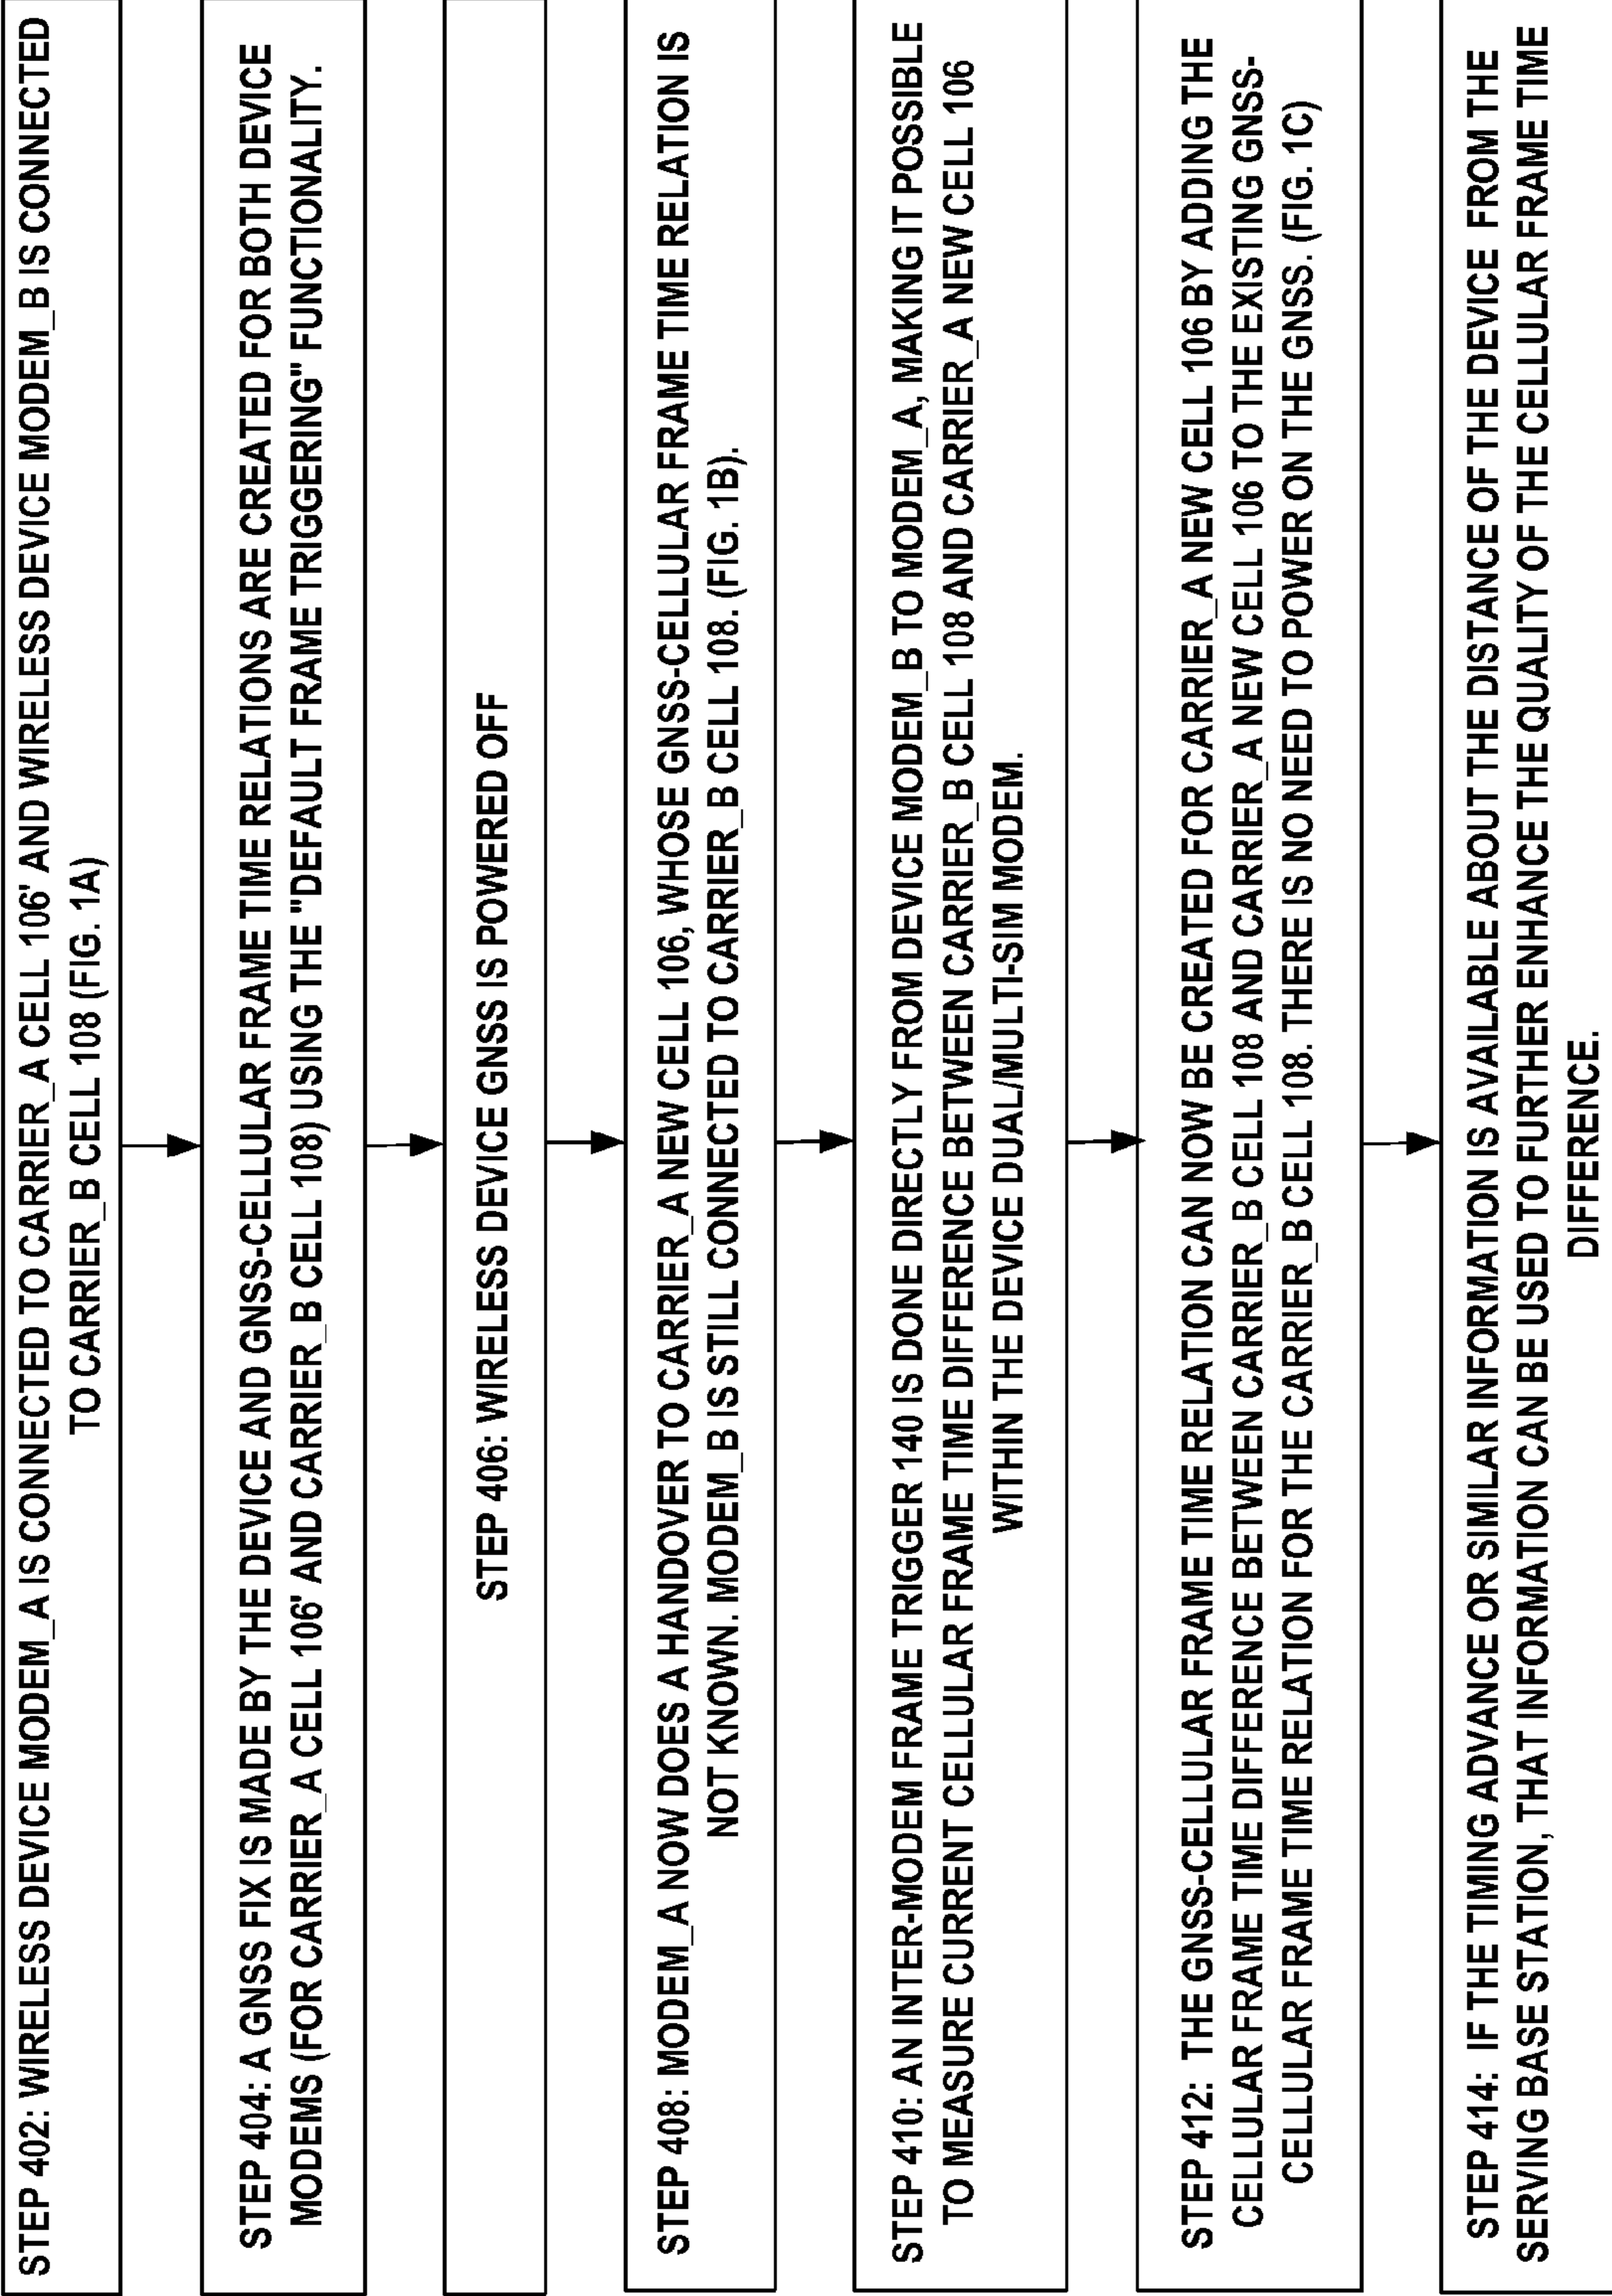 STEP 402: WIRELESS DEVICE MODEM_A IS CONNECTED TO CARRIER_A CELL 106' AND WIRELESS DEVICE MODEM_B IS CONNECTED
TO CARRIER_B CELL 108 (FIG. 1A)
STEP 404: A GNSS FIX IS MADE BY THE DEVICE AND GNSS-CELLULAR FRAME TIME RELATIONS ARE CREATED FOR BOTH DEVICE
MODEMS (FOR CARRIER_A CELL 106' AND CARRIER_B CELL 108) USING THE "DEFAULT FRAME TRIGGERING" FUNCTIONALITY.
STEP 406: WIRELESS DEVICE GNSS IS POWERED OFF
STEP 408: MODEM_A NOW DOES A HANDOVER TO CARRIER_A NEW CELL 106, WHOSE GNSS-CELLULAR FRAME TIME RELATION IS
NOT KNOWN. MODEM_B IS STILL CONNECTED TO CARRIER_B CELL 108. (FIG. 1B).
STEP 410: AN INTER-MODEM FRAME TRIGGER 140 IS DONE DIRECTLY FROM DEVICE MODEM_B TO MODEM_A, MAKING IT POSSIBLE
TO MEASURE CURRENT CELLULAR FRAME TIME DIFFERENCE BETWEEN CARRIER_B CELL 108 AND CARRIER_A NEW CELL 106
WITHIN THE DEVICE DUAL/MULTI-SIM MODEM.
STEP 412: THE GNSS-CELLULAR FRAME TIME RELATION CAN NOW BE CREATED FOR CARRIER_A NEW CELL 106 BY ADDING THE
CELLULAR FRAME TIME DIFFERENCE BETWEEN CARRIER_B CELL 108 AND CARRIER_A NEW CELL 106 TO THE EXISTING GNSS-
CELLULAR FRAME TIME RELATION FOR THE CARRIER_B CELL 108. THERE IS NO NEED TO POWER ON THE GNSS. (FIG. 1C)
STEP 414: IF THE TIMING ADVANCE OR SIMILAR INFORMATION IS AVAILABLE ABOUT THE DISTANCE OF THE DEVICE FROM THE
SERVING BASE STATION, THAT INFORMATION CAN BE USED TO FURTHER ENHANCE THE QUALITY OF THE CELLULAR FRAME TIME
DIFFERENCE.